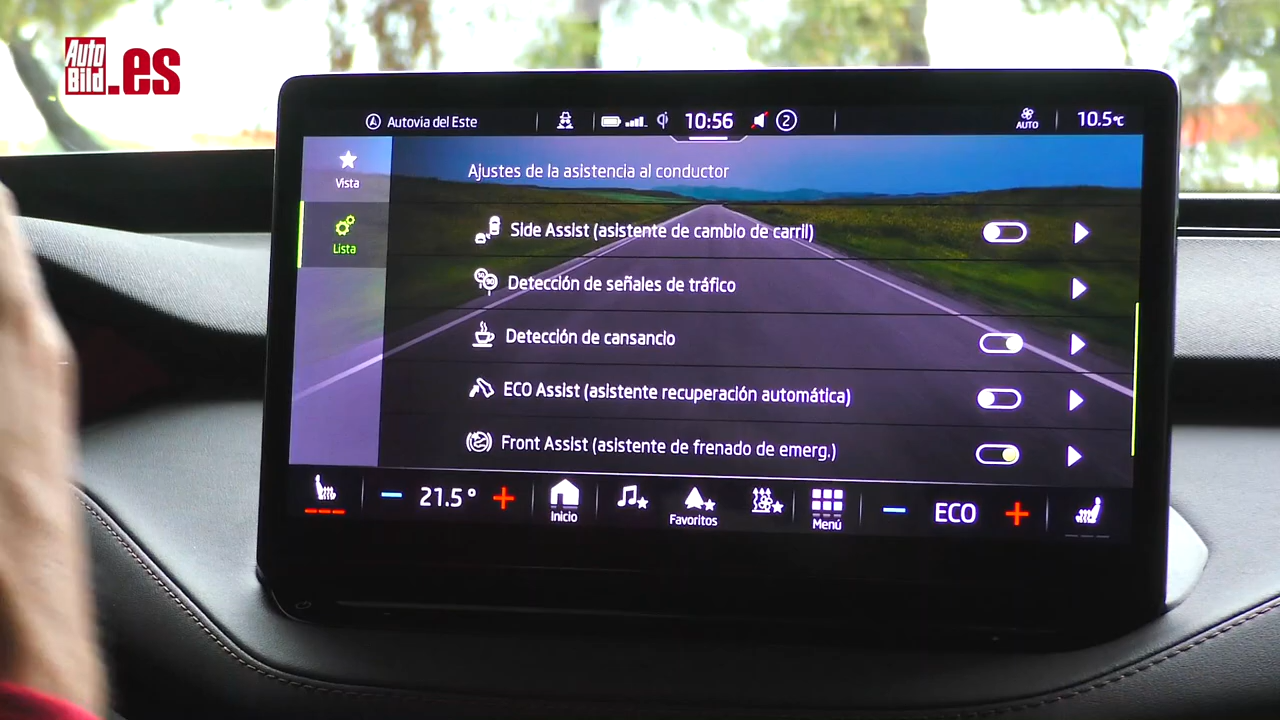 Auto
Bild .es
Autovia del Este
10:56
2
AUTO
10.5°C
Vista
Lista
Ajustes de la asistencia al conductor
Side Assist (asistente de cambio de carril)
Detección de señales de tráfico
Detección de cansancio
ECO Assist (asistente recuperación automática)
Front Assist (asistente de frenado de emerg.)
21.5°
Inicio
Favoritos
Menú
ECO